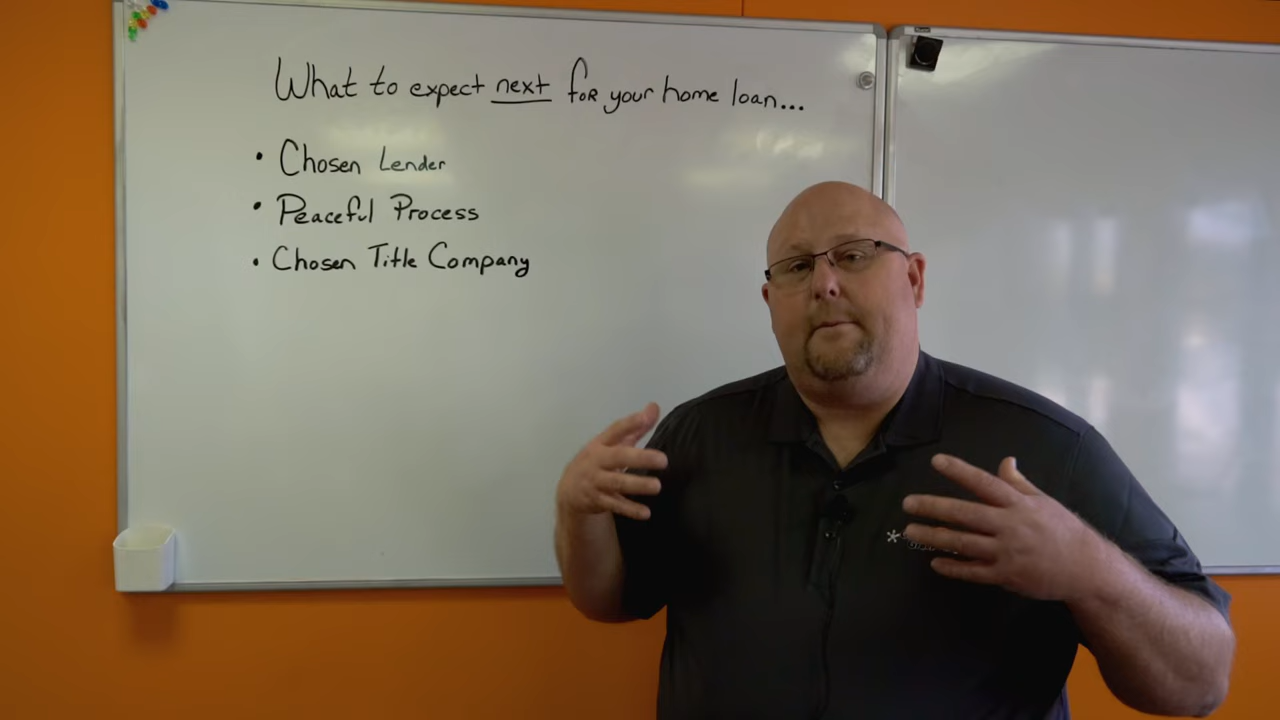 What to expect next for your home loan...
• Chosen Lender
• Peaceful Process
• Chosen Title Company